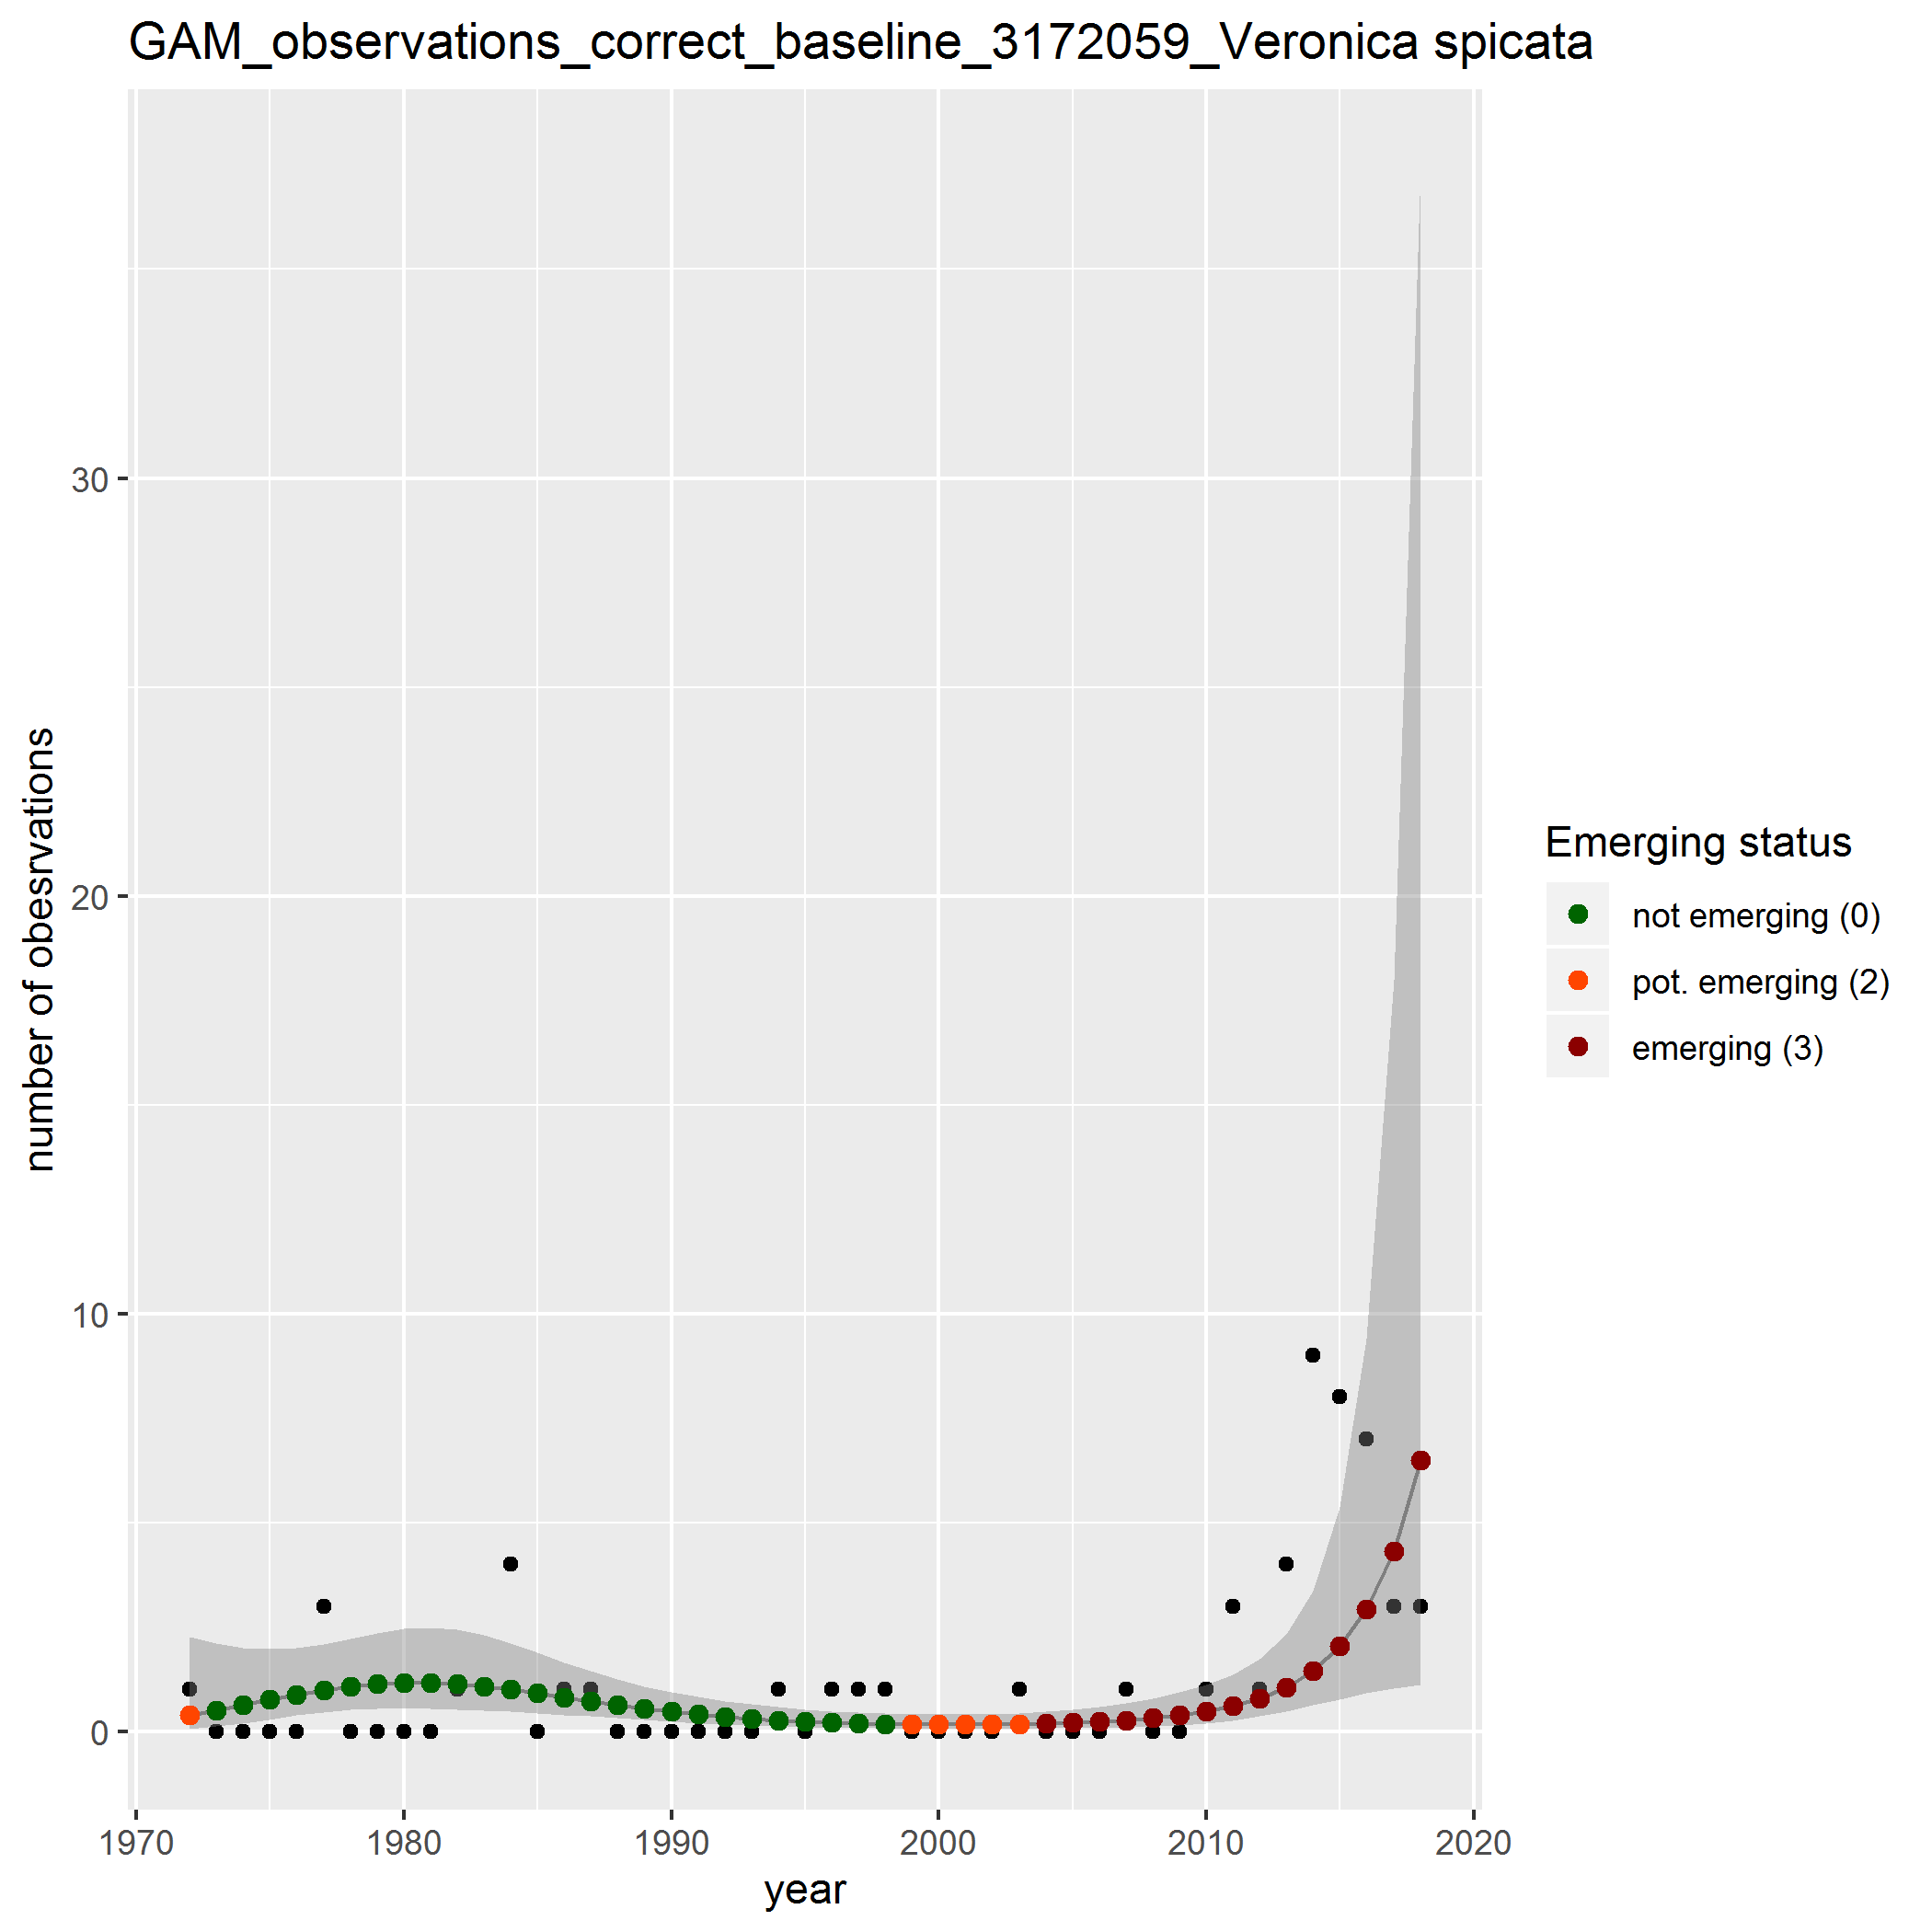 GAM_observations_correct_baseline_3172059_Veronica spicata
30
20
10
0
number of obesrvations
1970
1980
1990
2000
2010
2020
year
Emerging status
not emerging (0)
pot. emerging (2)
emerging (3)